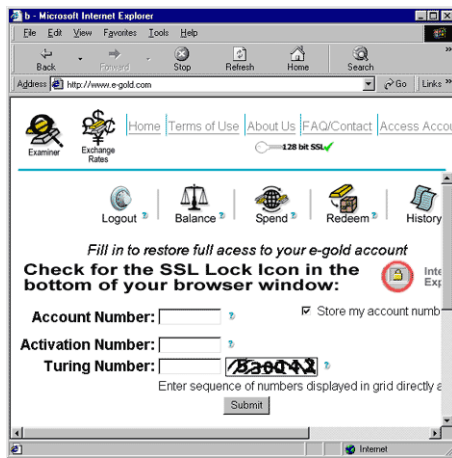 b - Microsoft Internet Explorer
File Edit View Favorites Tools Help
Back Forward Stop Refresh Home Search »
Address http://www.e-gold.com Go Links »
Examiner Exchange Rates Home Terms of Use About Us FAQ/Contact Access Accou
128 bit SSL
Logout ? Balance ? Spend ? Redeem ? History
Fill in to restore full acess to your e-gold account
Check for the SSL Lock Icon in the
bottom of your browser window:
Inte
Exp
Account Number: ? Store my account numb
Activation Number: ?
Turing Number: ?
Enter sequence of numbers displayed in grid directly a
Submit
Internet